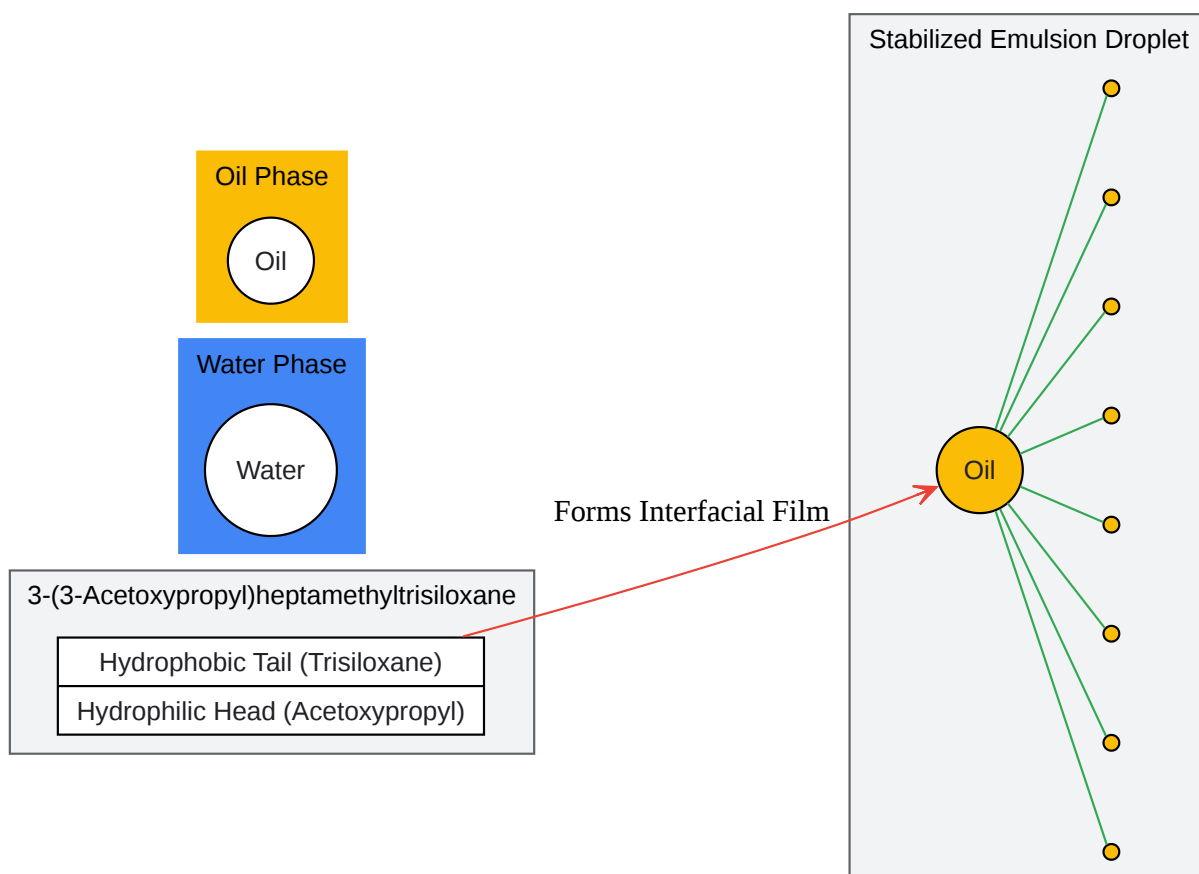 Stabilized Emulsion Droplet
Oil Phase
Oil
Water Phase
Water
Oil
Forms Interfacial Film
3-(3-Acetoxypropyl)heptamethyltrisiloxane
Hydrophobic Tail (Trisiloxane)
Hydrophilic Head (Acetoxypropyl)